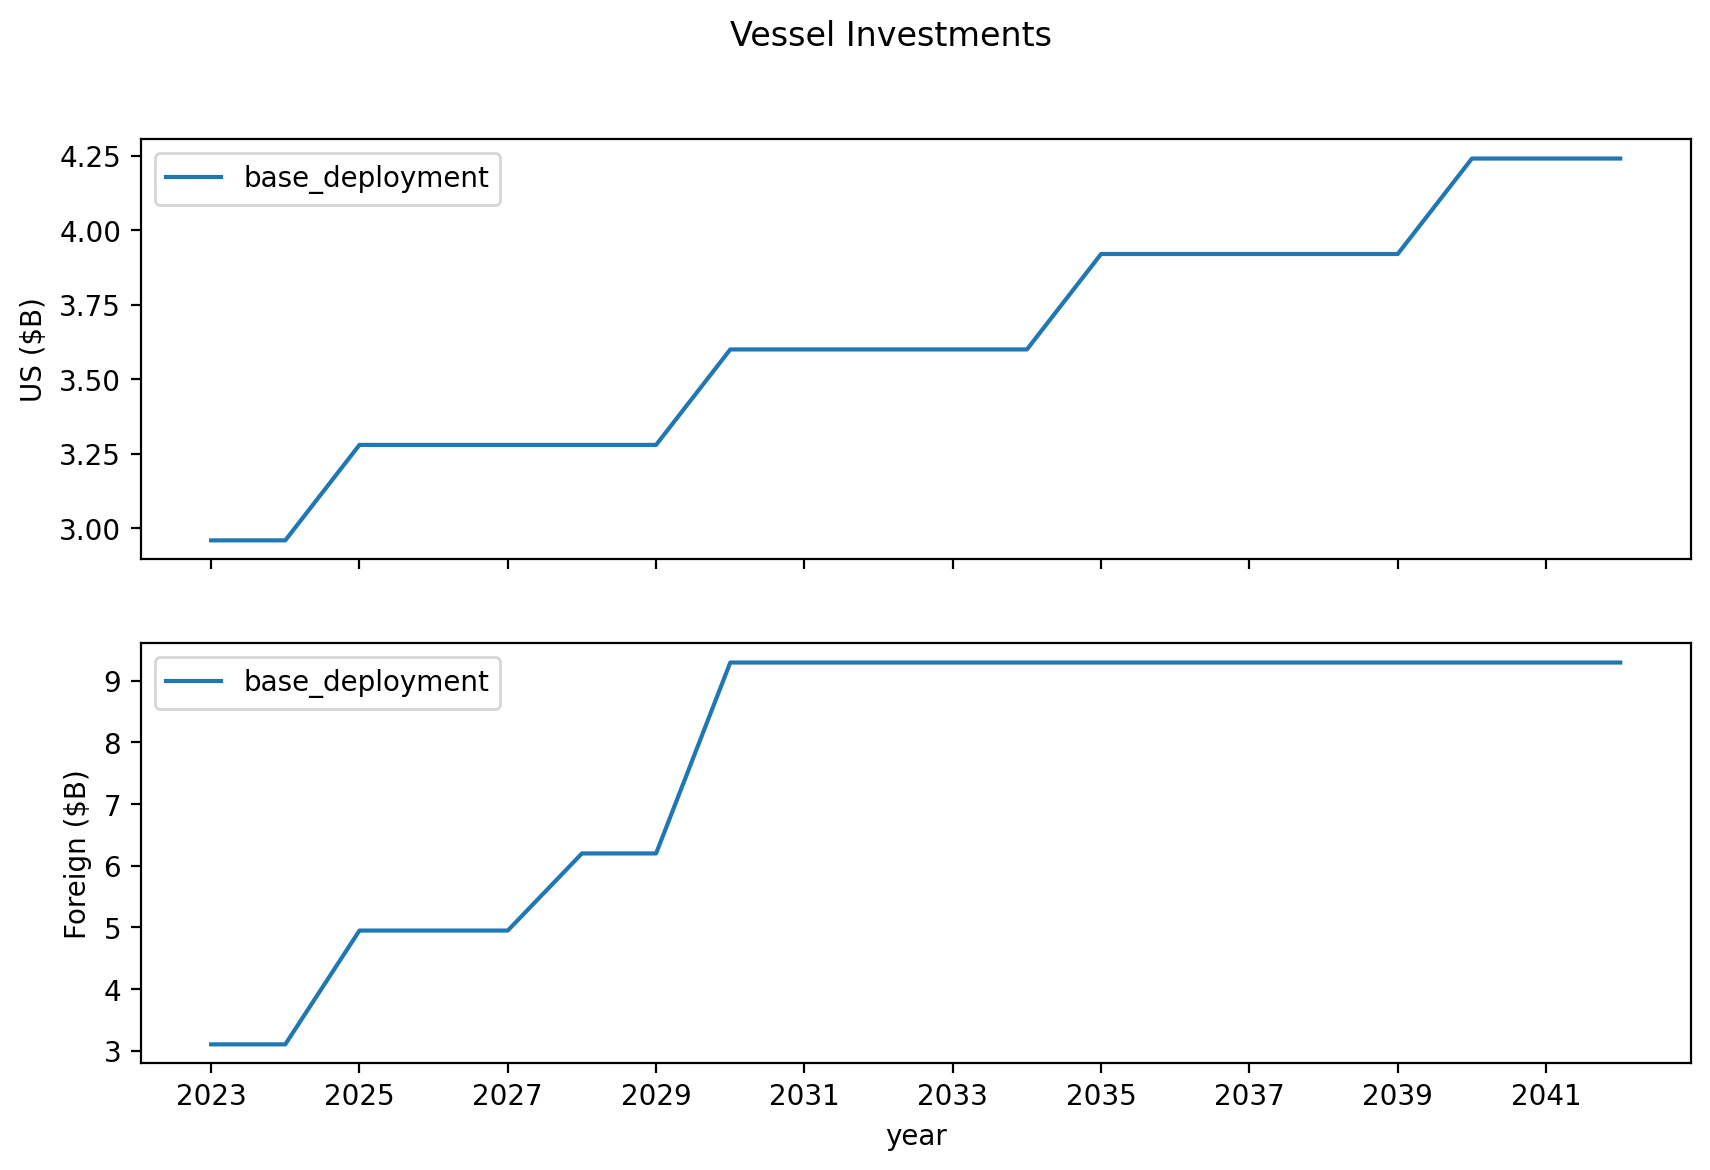 Vessel Investments
4.25
4.00
3.75
3.50
3.25
3.00
US ($B)
base_deployment
9
8
7
6
5
4
3
Foreign ($B)
base_deployment
2023 2025 2027 2029 2031 2033 2035 2037 2039 2041
year